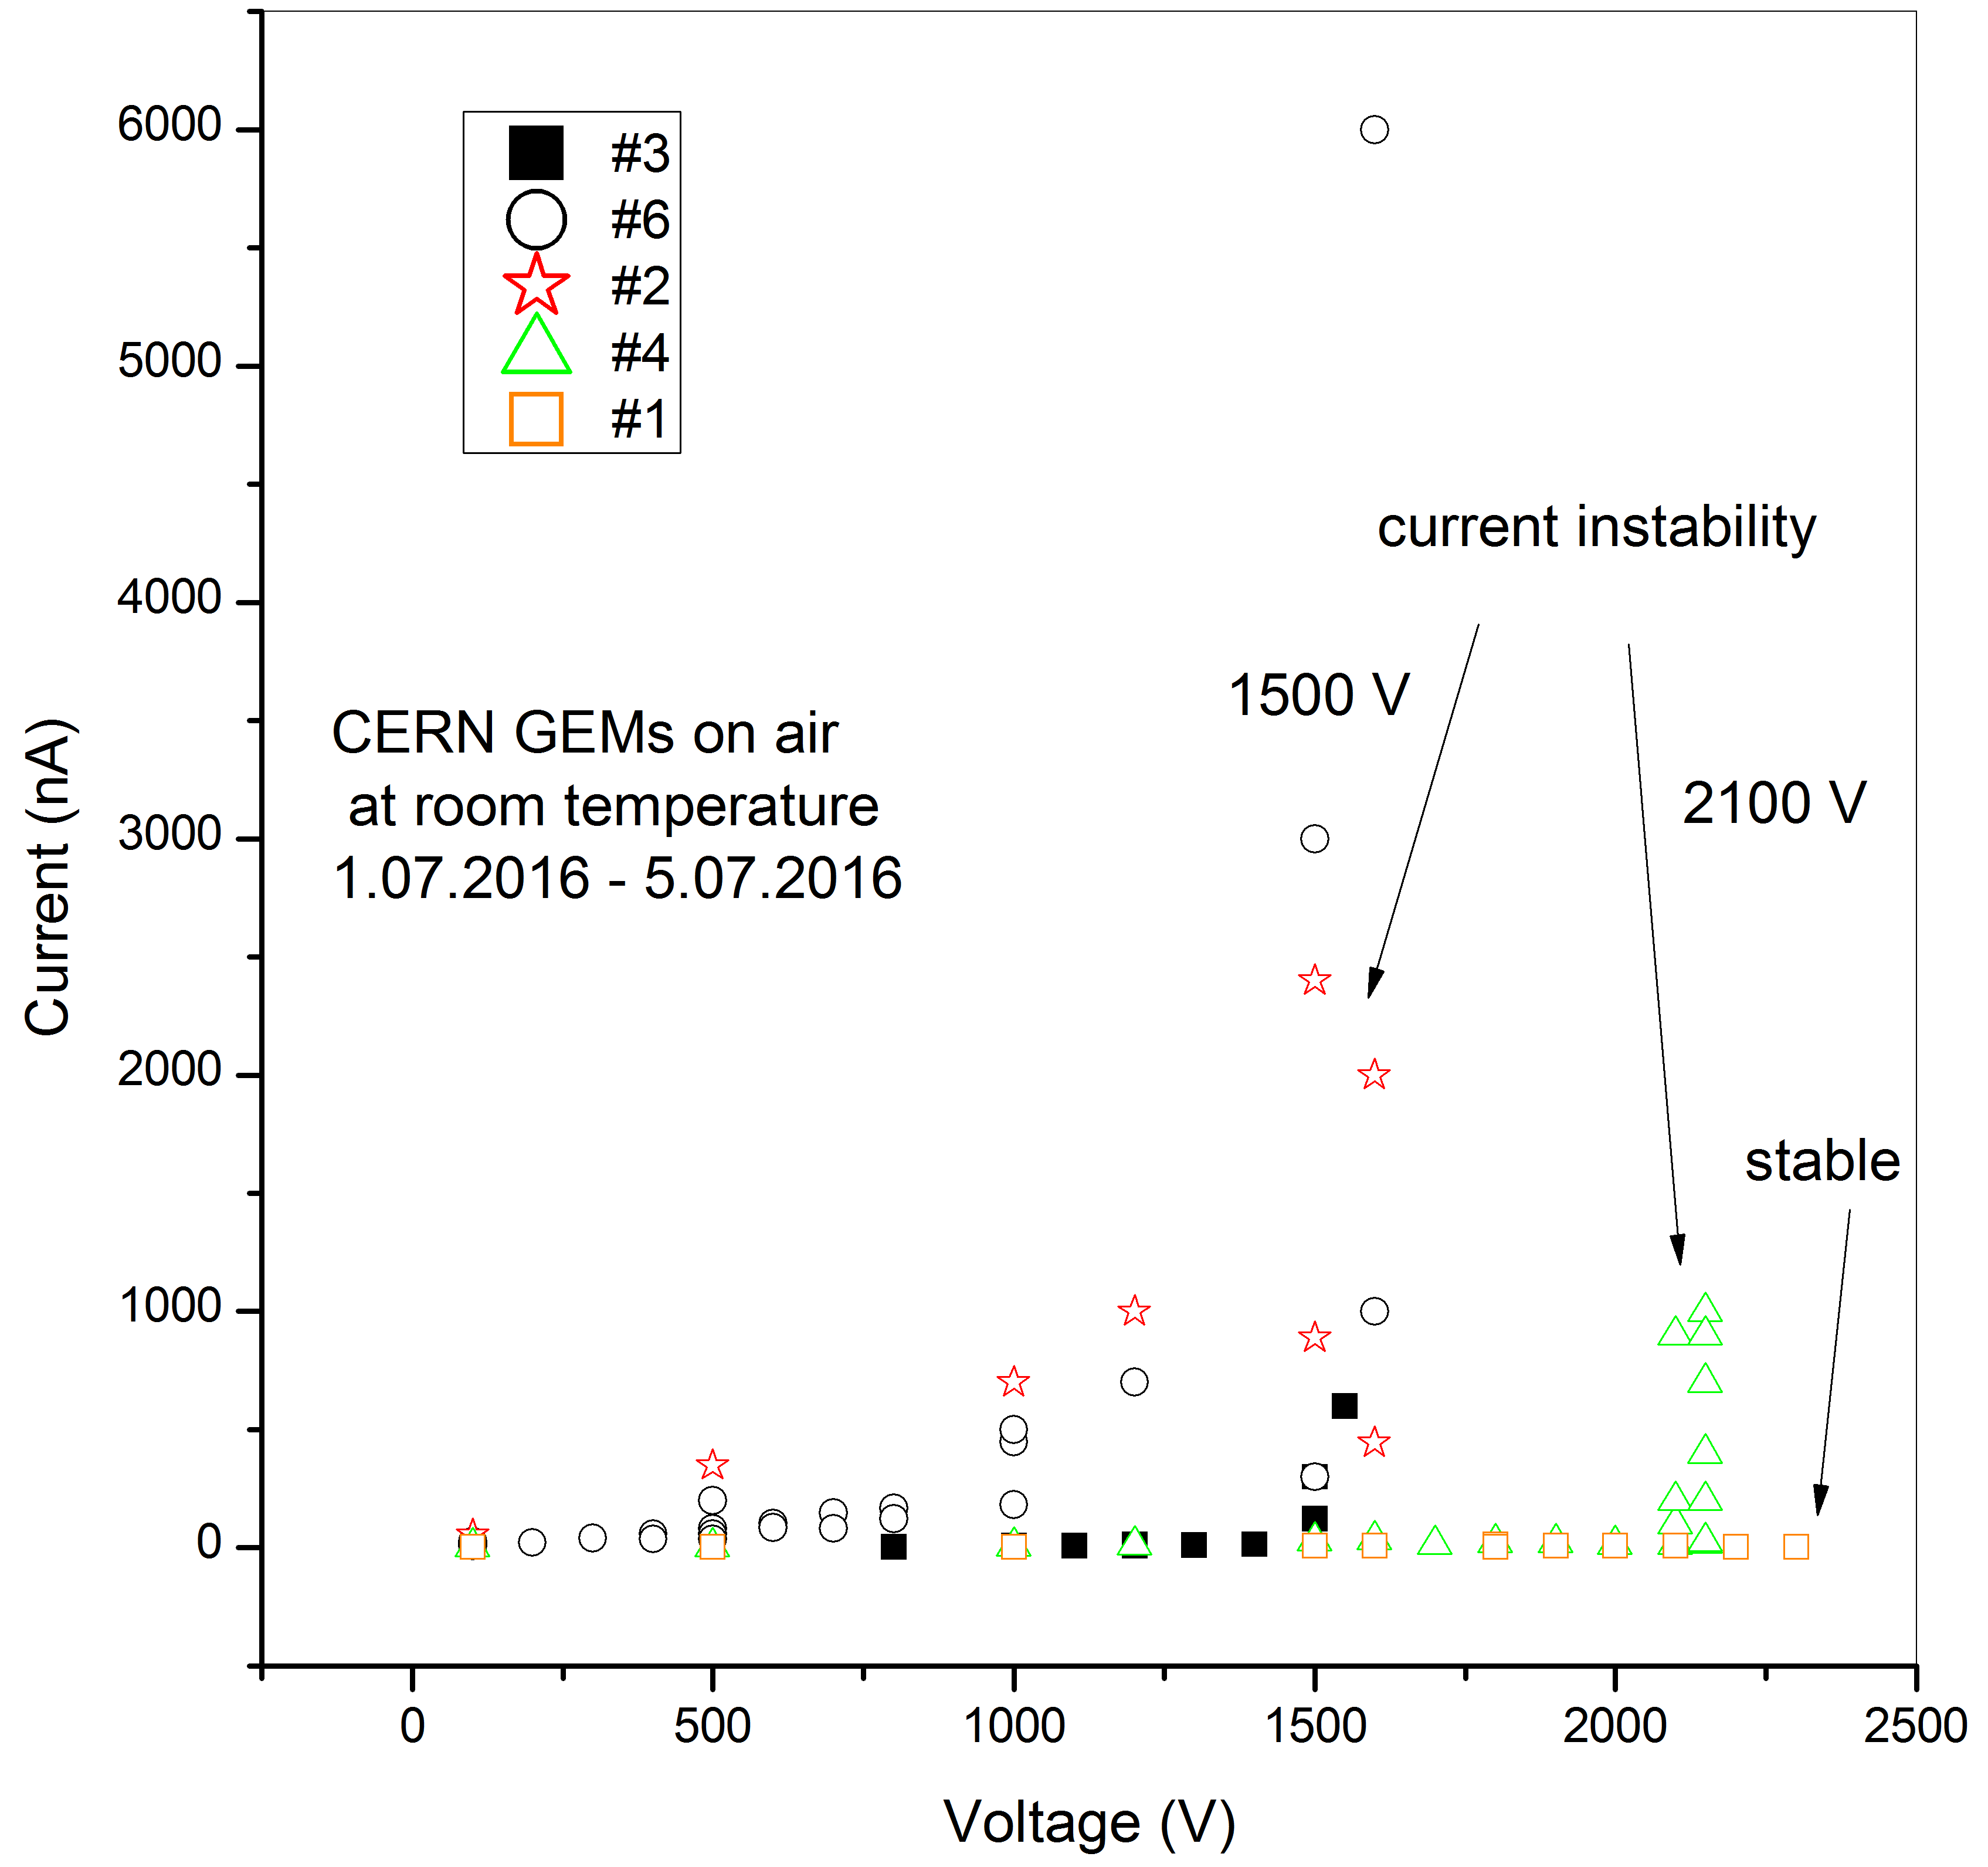 6000
5000
4000
3000
2000
1000
0
Current (nA)
#3
#6
#2
#4
#1
current instability
1500 V
2100 V
CERN GEMs on air
at room temperature
1.07.2016 - 5.07.2016
stable
0
500
1000
1500
2000
2500
Voltage (V)